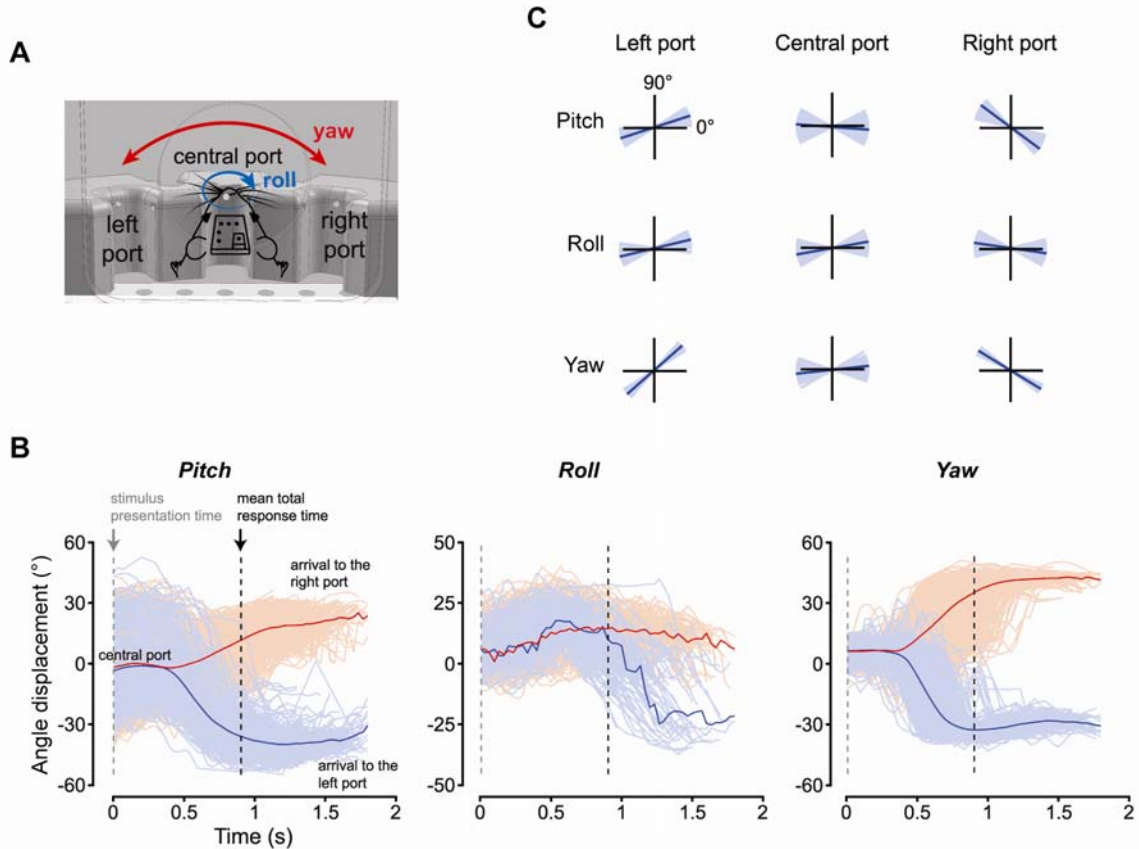 A
yaw
central port
roll
left
port
right
port
C
Left port
Central port
Right port
90°
Pitch
0°
Roll
Yaw
B
Pitch
Roll
Yaw
stimulus
presentation time
mean total
response time
60
30
0
-30
-60
arrival to the
right port
central port
arrival to the
left port
0
0.5
1
1.5
2
Angle displacement (°)
Time (s)
50
25
0
-25
-50
0
0.5
1
1.5
2
60
30
0
-30
-60
0
0.5
1
1.5
2